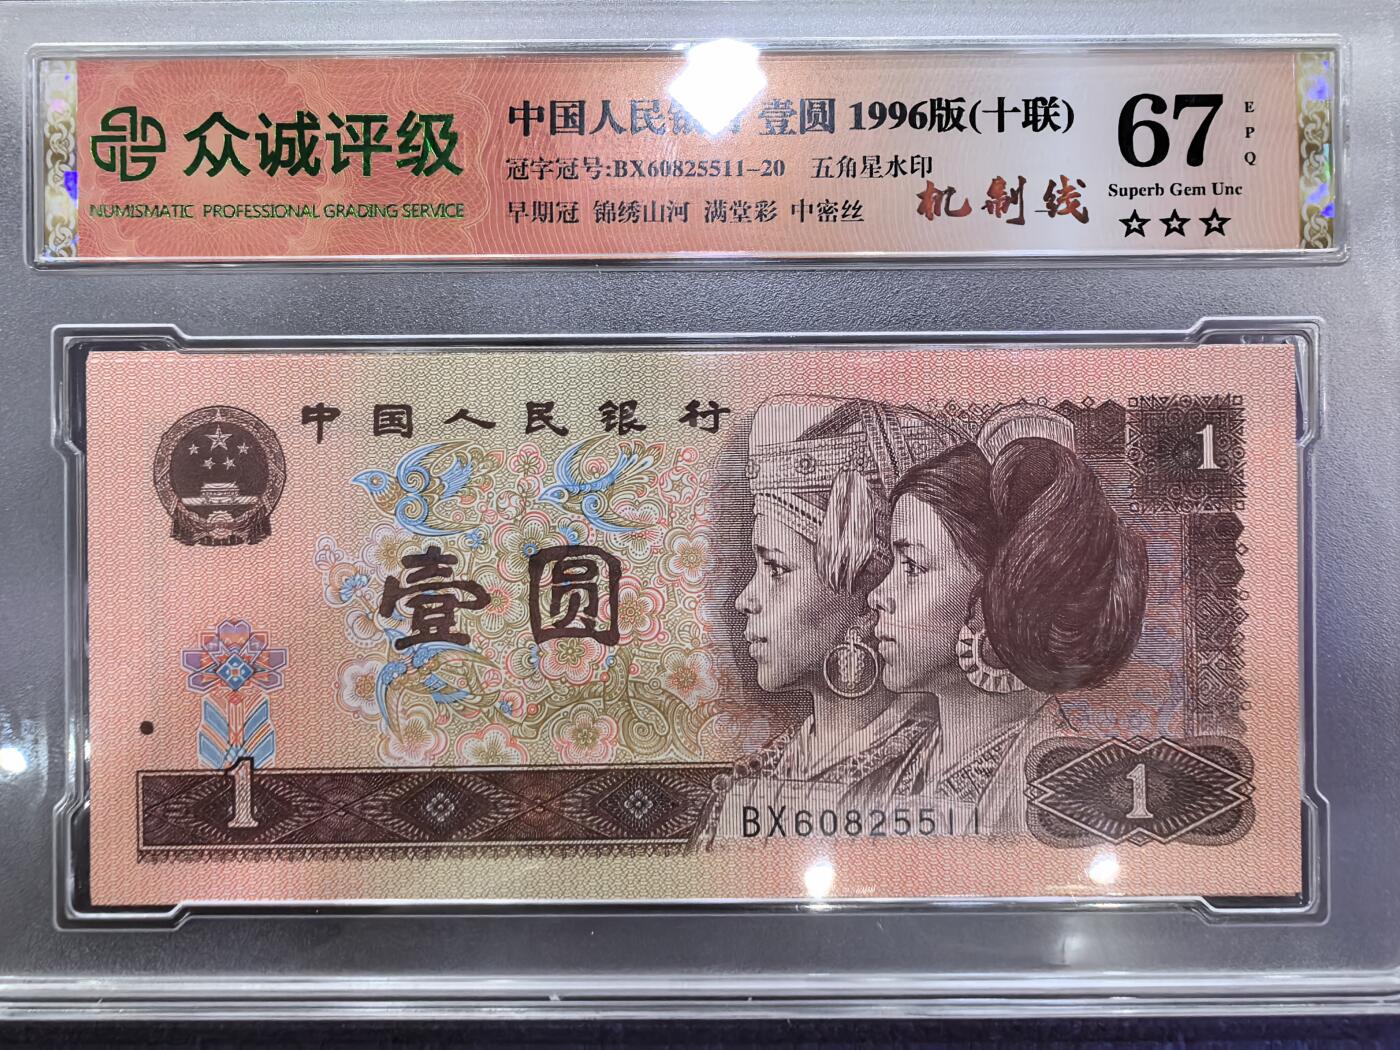 众诚评级
NUMISMATIC PROFESSIONAL GRADING SERVICE
中国人民银行 壹圆 1996版(十联)
冠字冠号:BX60825511-20 五角星水印
早期冠 锦绣山河 满堂彩 中密丝
机制线
67
EPQ
Superb Gem Unc
中国人民银行
1
壹圆
1
1
BX60825511